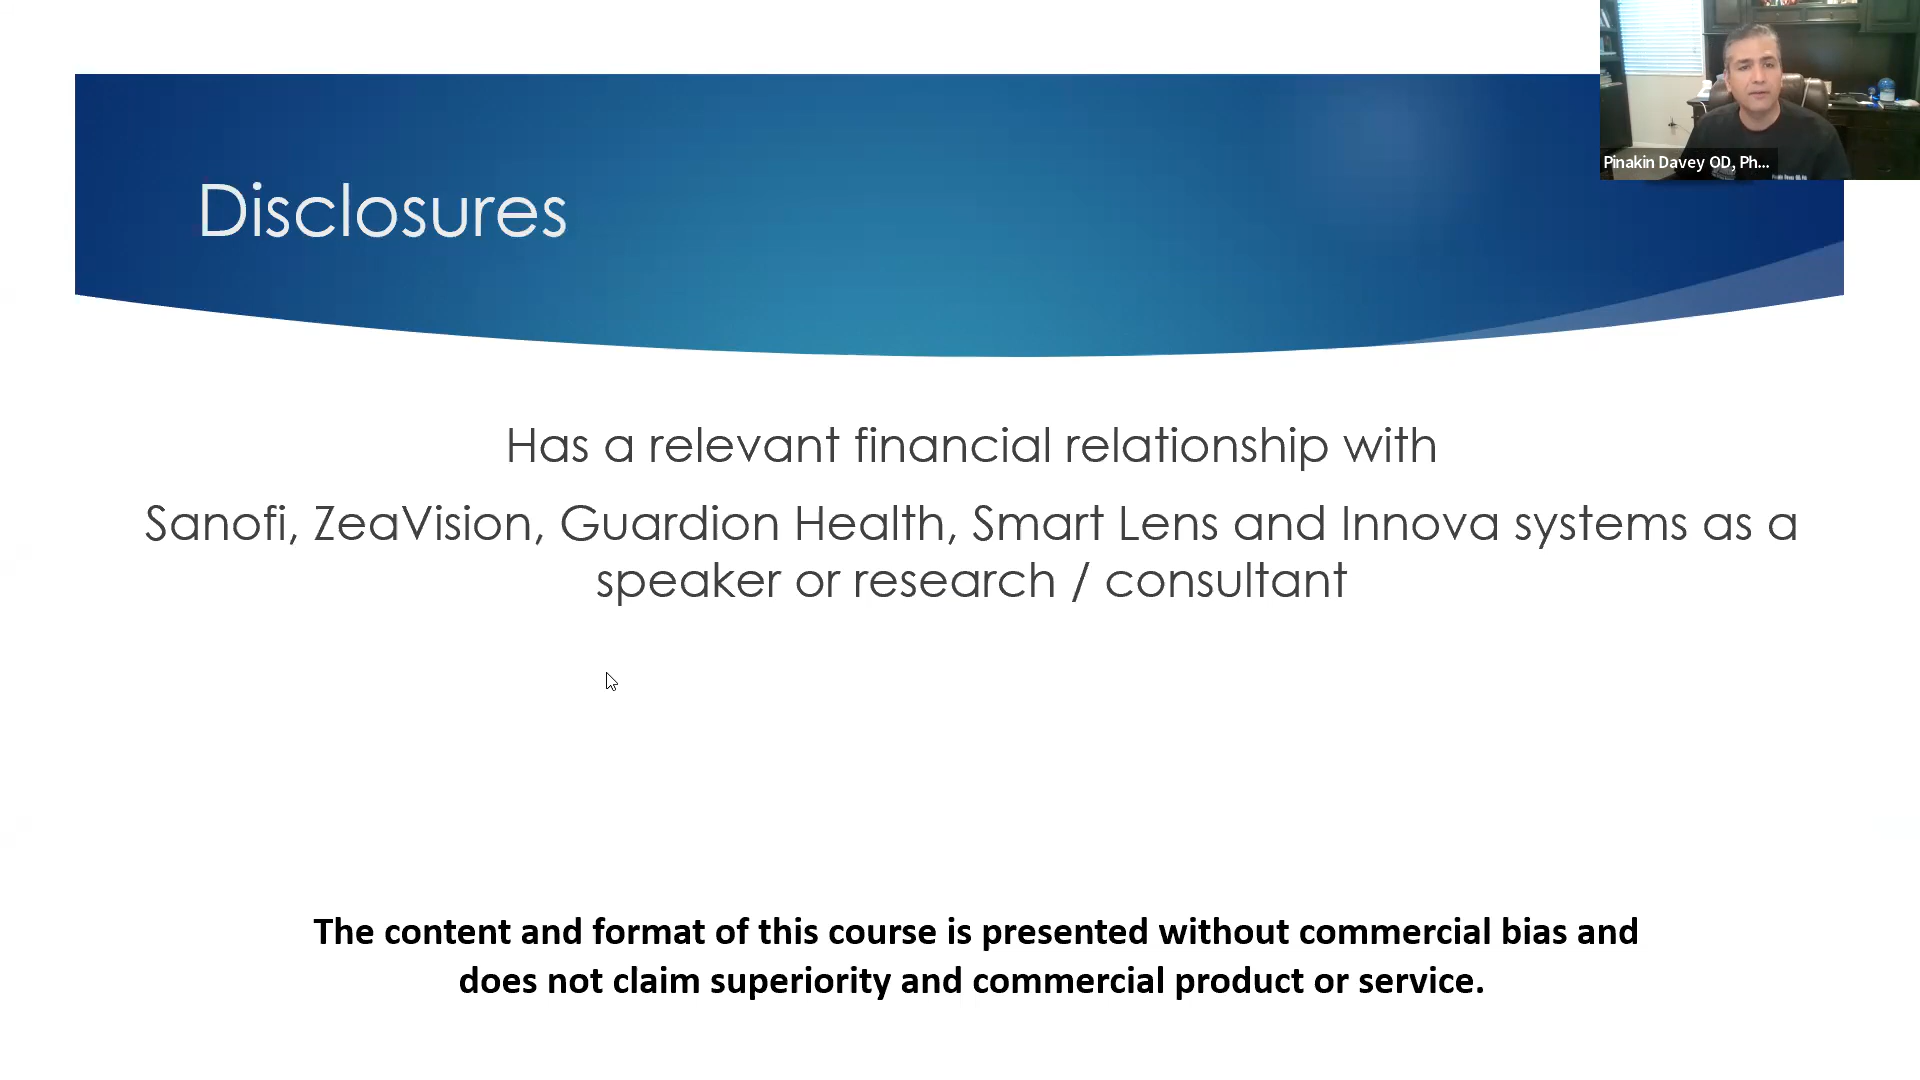 Disclosures
Pinakin Davey OD, Ph...
Has a relevant financial relationship with
Sanofi, ZeaVision, Guardion Health, Smart Lens and Innova systems as a
speaker or research / consultant
The content and format of this course is presented without commercial bias and
does not claim superiority and commercial product or service.